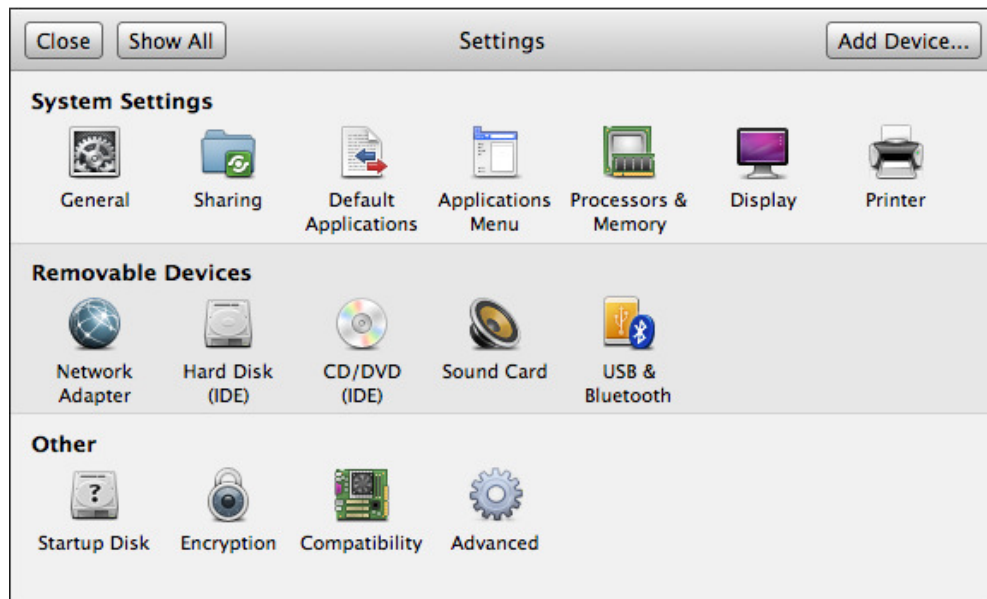 Close Show All Settings Add Device...
System Settings
General Sharing Default Applications Applications Menu Processors & Memory Display Printer
Removable Devices
Network Adapter Hard Disk (IDE) CD/DVD (IDE) Sound Card USB & Bluetooth
Other
?
Startup Disk Encryption Compatibility Advanced